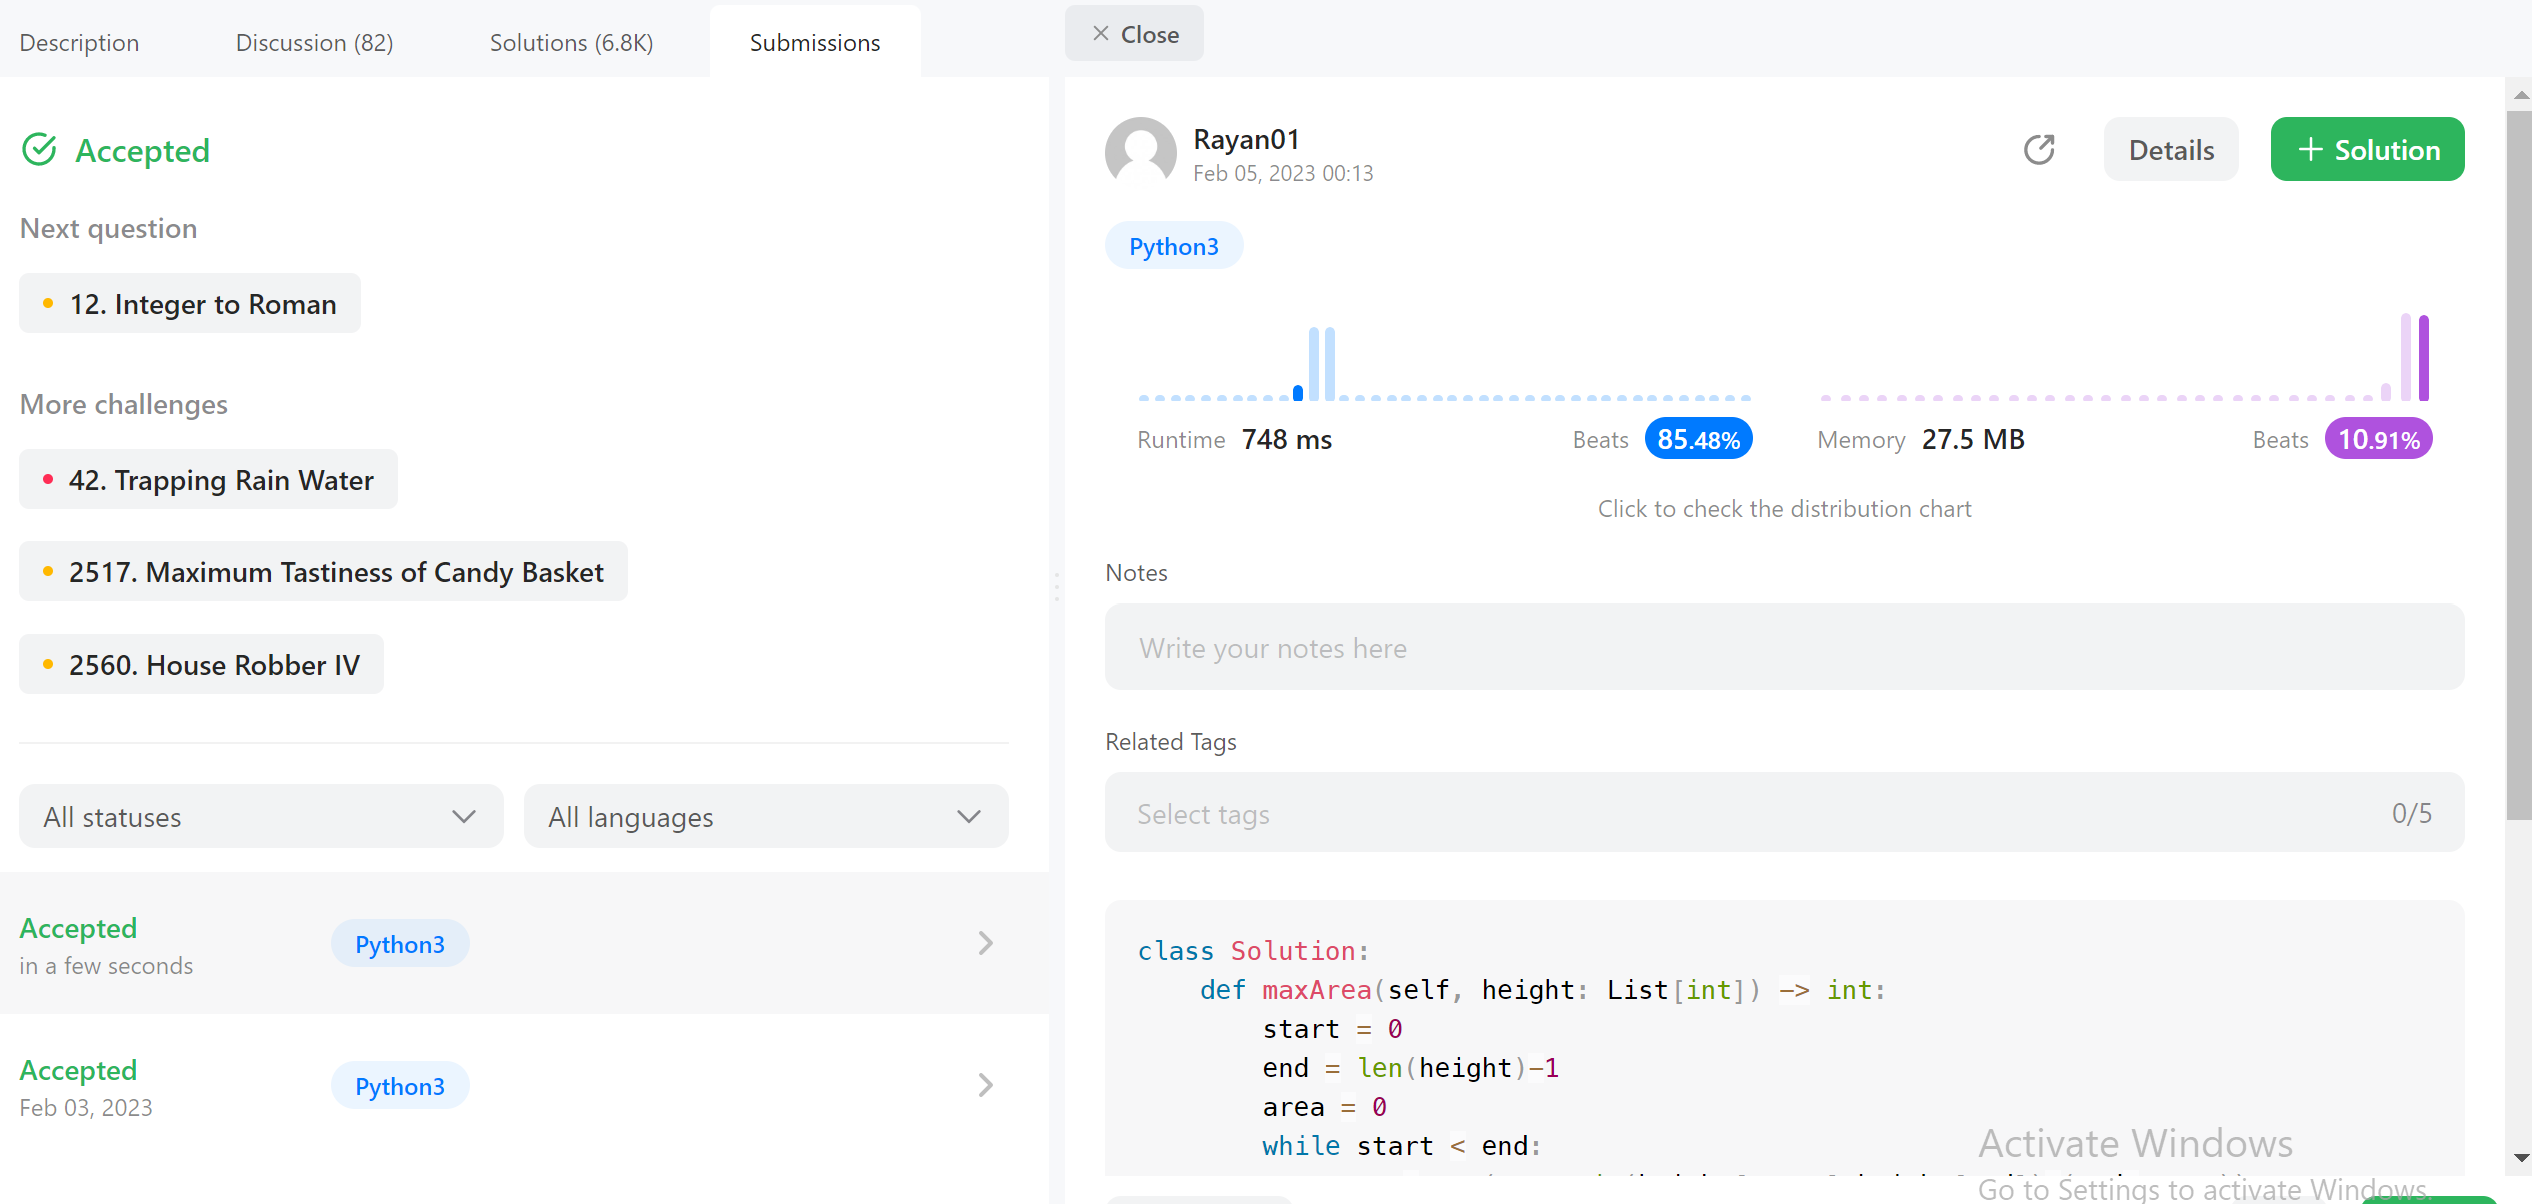 Description
Discussion (82)
Solutions (6.8K)
Submissions
Accepted
Next question
12. Integer to Roman
More challenges
42. Trapping Rain Water
2517. Maximum Tastiness of Candy Basket
2560. House Robber IV
All statuses
All languages
Accepted
in a few seconds
Python3
Accepted
Feb 03, 2023
Python3
Close
Rayan01
Feb 05, 2023 00:13
Details
+ Solution
Python3
Runtime 748 ms
Beats 85.48%
Memory 27.5 MB
Beats 10.91%
Click to check the distribution chart
Notes
Write your notes here
Related Tags
Select tags
0/5
class Solution:
    def maxArea(self, height: List[int]) -> int:
        start = 0
        end = len(height)-1
        area = 0
        while start < end:
Activate Windows
Go to Settings to activate Windows.